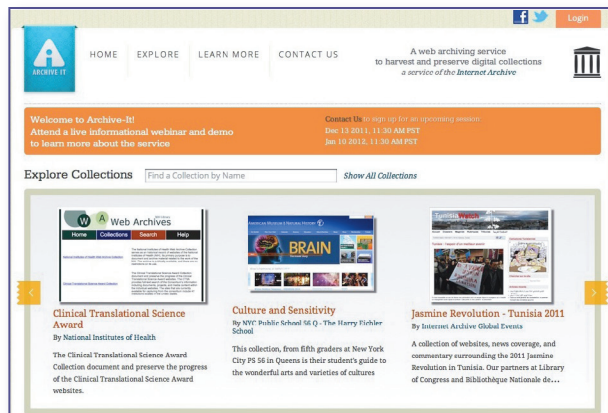 Login
HOME EXPLORE LEARN MORE CONTACT US
ARCHIVE IT
A web archiving service
to harvest and preserve digital collections
a service of the Internet Archive
Welcome to Archive-It!
Attend a live informational webinar and demo
to learn more about the service
Contact Us to sign up for an upcoming session:
Dec 13 2011, 11:30 AM PST
Jan 10 2012, 11:30 AM PST
Explore Collections
Find a Collection by Name
Show All Collections
W A Web Archives
Home Collections Search Help
Clinical Translational Science
Award
By National Institutes of Health
The Clinical Translational Science Award
Collection document and preserve the progress
of the Clinical Translational Science Award
websites.
BRAIN
Culture and Sensitivity
By NYC Public School 56 Q - The Harry Eichler
School
This collection, from fifth graders at New York
City PS 56 in Queens is their student's guide to
the wonderful arts and varieties of cultures
TunisiaWatch
Jasmine Revolution - Tunisia 2011
By Internet Archive Global Events
A collection of websites, news coverage, and
commentary surrounding the 2011 Jasmine
Revolution in Tunisia. Our partners at Library
of Congress and Bibliothèque Nationale de...